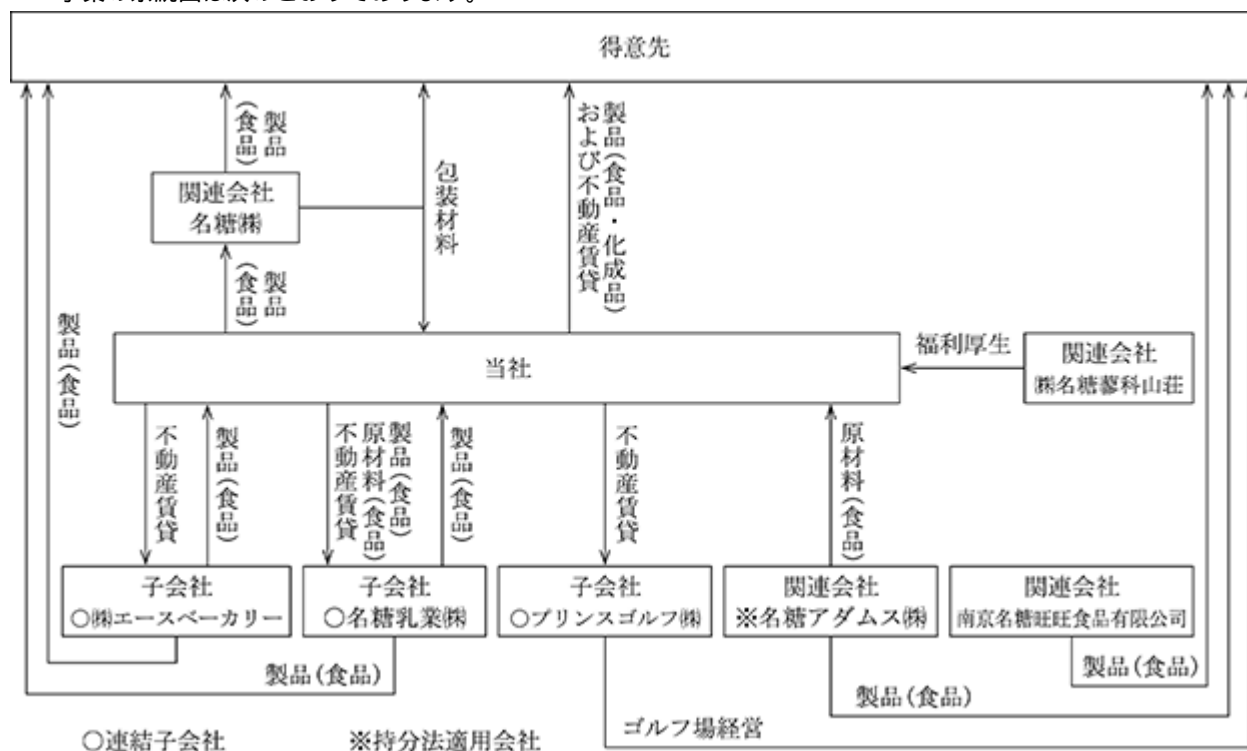 得意先
製品
(食品)
関連会社
名糖㈱
製品
(食品)
包装材料
製品(食品・化成品)
および不動産賃貸
製品(食品)
当社
福利厚生
関連会社
㈱名糖蓼科山荘
不動産賃貸
製品(食品)
製品(食品)
原材料(食品)
不動産賃貸
製品(食品)
不動産賃貸
原材料(食品)
子会社
○㈱エースベーカリー
子会社
○名糖乳業㈱
子会社
○プリンスゴルフ㈱
関連会社
※名糖アダムス㈱
関連会社
南京名糖旺旺食品有限公司
製品(食品)
製品(食品)
製品(食品)
ゴルフ場経営
○連結子会社
※持分法適用会社